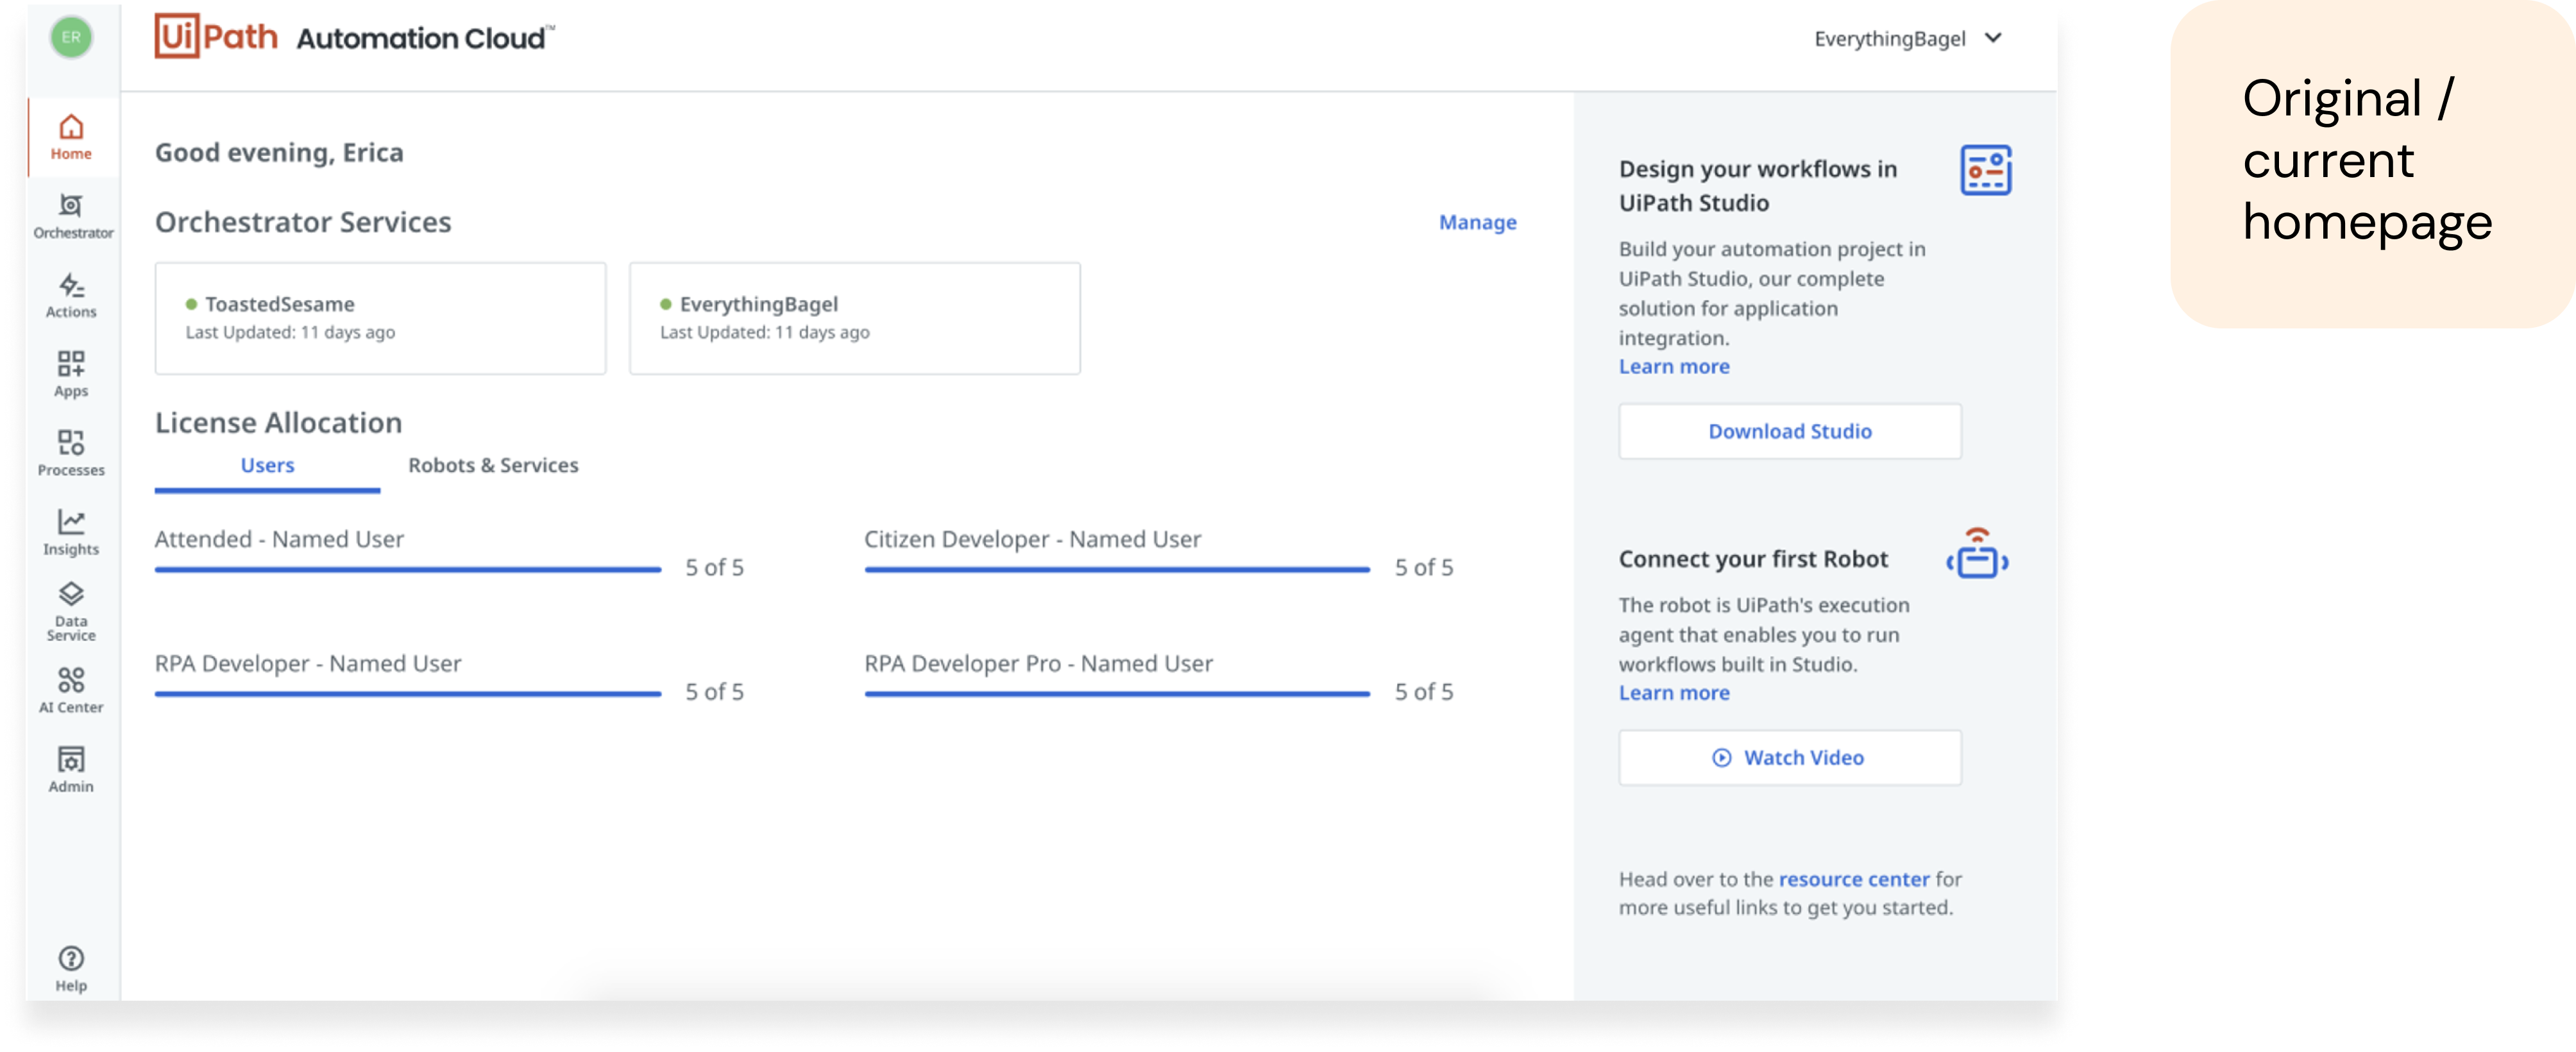 ER
UiPath Automation Cloud™
EverythingBagel
Home
Orchestrator
Actions
Apps
Processes
Insights
Data
Service
AI Center
Admin
Help
Good evening, Erica
Orchestrator Services
Manage
ToastedSesame
Last Updated: 11 days ago
EverythingBagel
Last Updated: 11 days ago
License Allocation
Users
Robots & Services
Attended - Named User
5 of 5
Citizen Developer - Named User
5 of 5
RPA Developer - Named User
5 of 5
RPA Developer Pro - Named User
5 of 5
Design your workflows in
UiPath Studio
Build your automation project in
UiPath Studio, our complete
solution for application
integration.
Learn more
Download Studio
Connect your first Robot
The robot is UiPath's execution
agent that enables you to run
workflows built in Studio.
Learn more
Watch Video
Head over to the resource center for
more useful links to get you started.
Original /
current
homepage